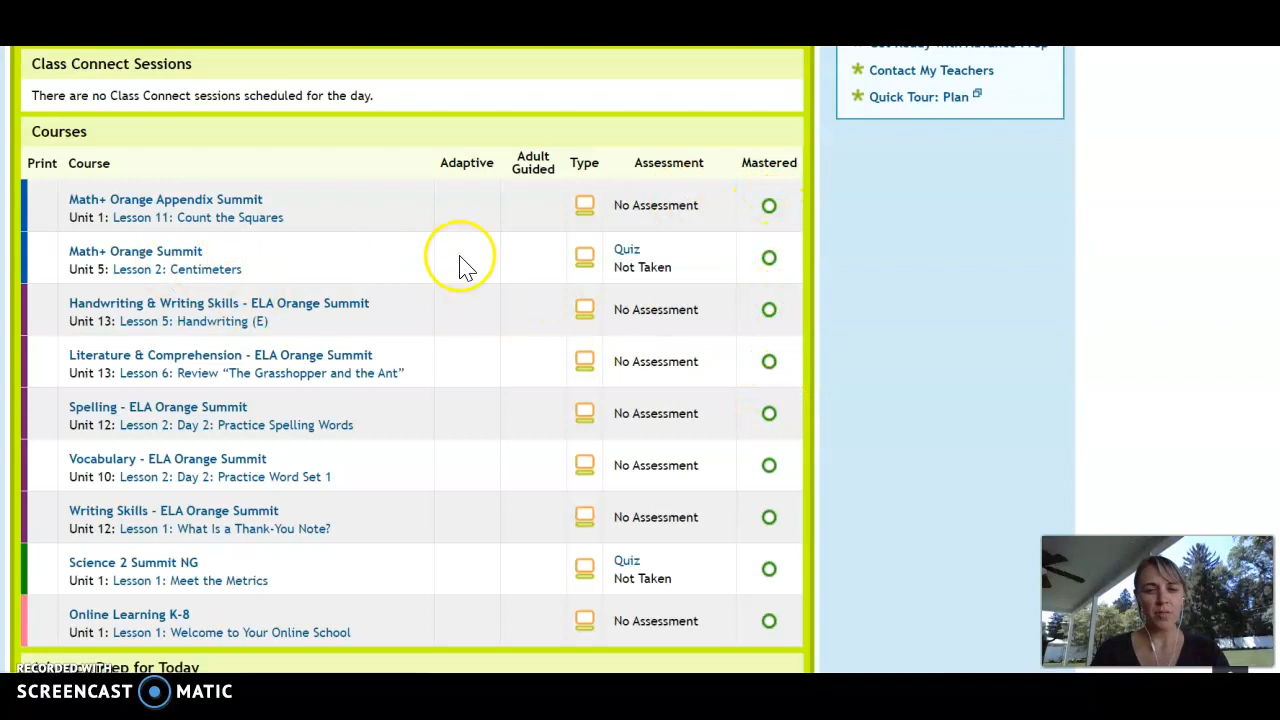 Get Ready with Advance Prep
Class Connect Sessions
Contact My Teachers
There are no Class Connect sessions scheduled for the day.
Quick Tour: Plan
Courses
Print Course Adaptive Adult Guided Type Assessment Mastered
Math+ Orange Appendix Summit
Unit 1: Lesson 11: Count the Squares
No Assessment
Math+ Orange Summit
Unit 5: Lesson 2: Centimeters
Quiz
Not Taken
Handwriting & Writing Skills - ELA Orange Summit
Unit 13: Lesson 5: Handwriting (E)
No Assessment
Literature & Comprehension - ELA Orange Summit
Unit 13: Lesson 6: Review “The Grasshopper and the Ant”
No Assessment
Spelling - ELA Orange Summit
Unit 12: Lesson 2: Day 2: Practice Spelling Words
No Assessment
Vocabulary - ELA Orange Summit
Unit 10: Lesson 2: Day 2: Practice Word Set 1
No Assessment
Writing Skills - ELA Orange Summit
Unit 12: Lesson 1: What Is a Thank-You Note?
No Assessment
Science 2 Summit NG
Unit 1: Lesson 1: Meet the Metrics
Quiz
Not Taken
Online Learning K-8
Unit 1: Lesson 1: Welcome to Your Online School
No Assessment
Prep for Today
RECORDED WITH
SCREENCAST MATIC